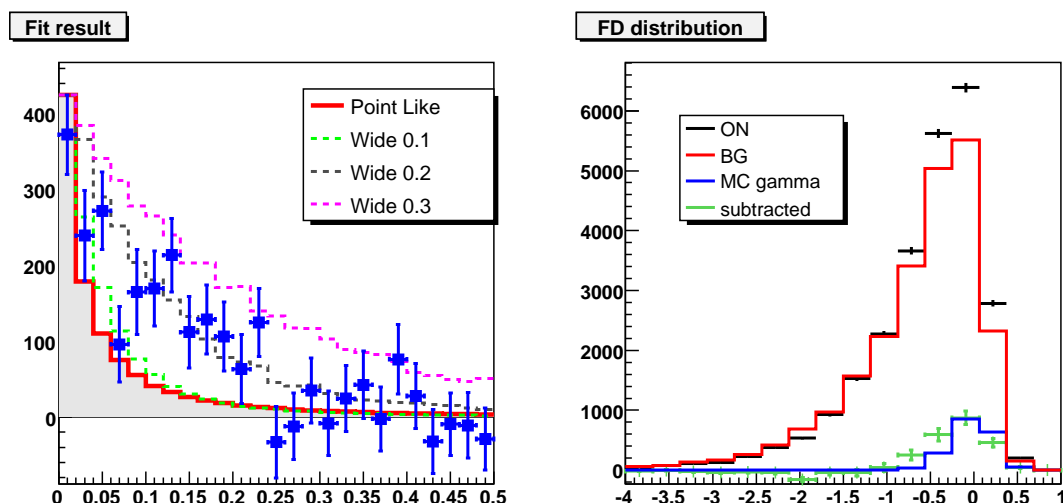 Fit result
400
300
200
100
0
0 0.05 0.1 0.15 0.2 0.25 0.3 0.35 0.4 0.45 0.5
Point Like
Wide 0.1
Wide 0.2
Wide 0.3
FD distribution
6000
5000
4000
3000
2000
1000
0
-4 -3.5 -3 -2.5 -2 -1.5 -1 -0.5 0 0.5
ON
BG
MC gamma
subtracted